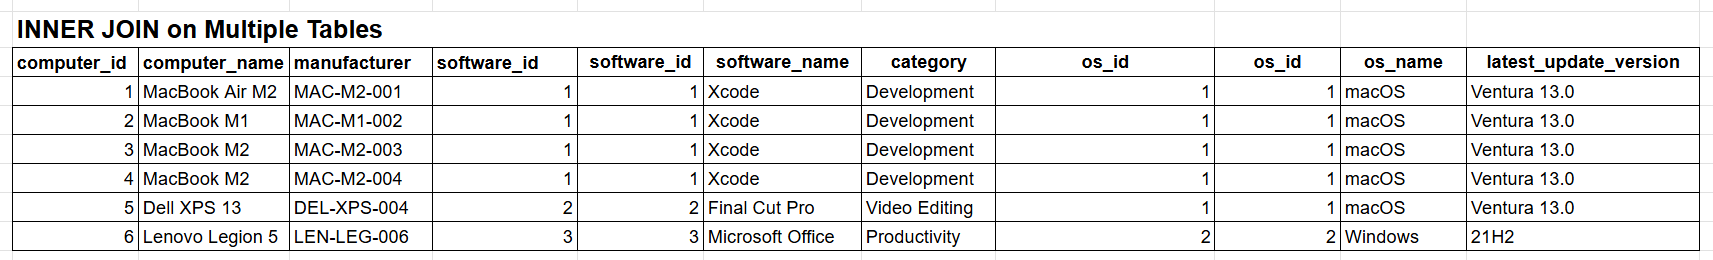 INNER JOIN on Multiple Tables
computer_id computer_name manufacturer software_id software_id software_name category os_id os_id os_name latest_update_version
1 MacBook Air M2 MAC-M2-001 1 1 Xcode Development 1 1 macOS Ventura 13.0
2 MacBook M1 MAC-M1-002 1 1 Xcode Development 1 1 macOS Ventura 13.0
3 MacBook M2 MAC-M2-003 1 1 Xcode Development 1 1 macOS Ventura 13.0
4 MacBook M2 MAC-M2-004 1 1 Xcode Development 1 1 macOS Ventura 13.0
5 Dell XPS 13 DEL-XPS-004 2 2 Final Cut Pro Video Editing 1 1 macOS Ventura 13.0
6 Lenovo Legion 5 LEN-LEG-006 3 3 Microsoft Office Productivity 2 2 Windows 21H2